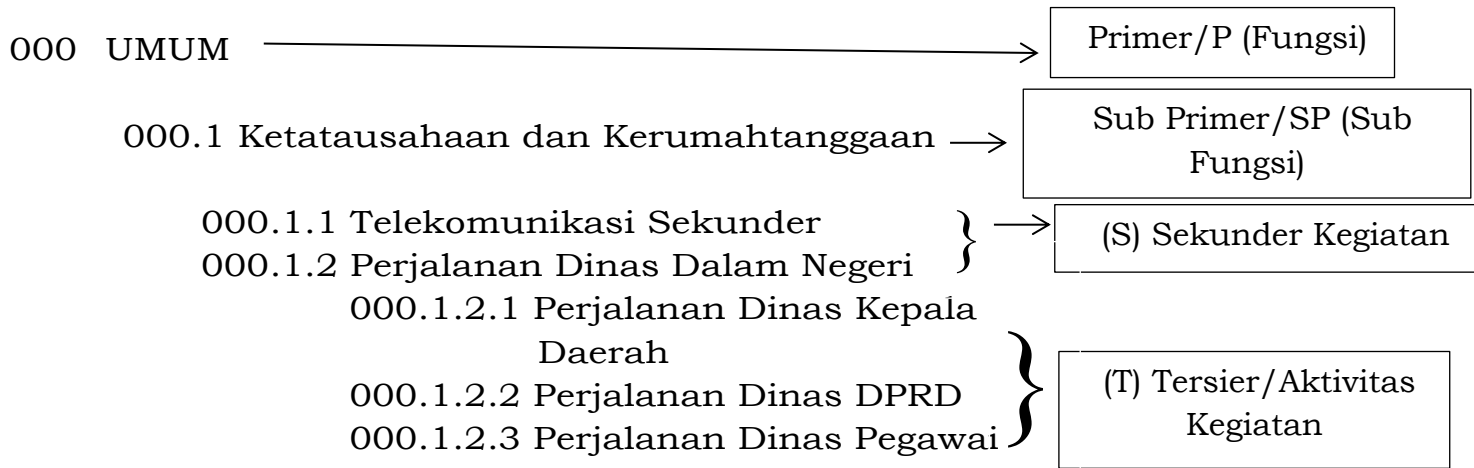 000 UMUM
Primer/P (Fungsi)
000.1 Ketatausahaan dan Kerumahtanggaan
Sub Primer/SP (Sub
Fungsi)
000.1.1 Telekomunikasi Sekunder
000.1.2 Perjalanan Dinas Dalam Negeri
(S) Sekunder Kegiatan
000.1.2.1 Perjalanan Dinas Kepala
Daerah
000.1.2.2 Perjalanan Dinas DPRD
000.1.2.3 Perjalanan Dinas Pegawai
(T) Tersier/Aktivitas
Kegiatan